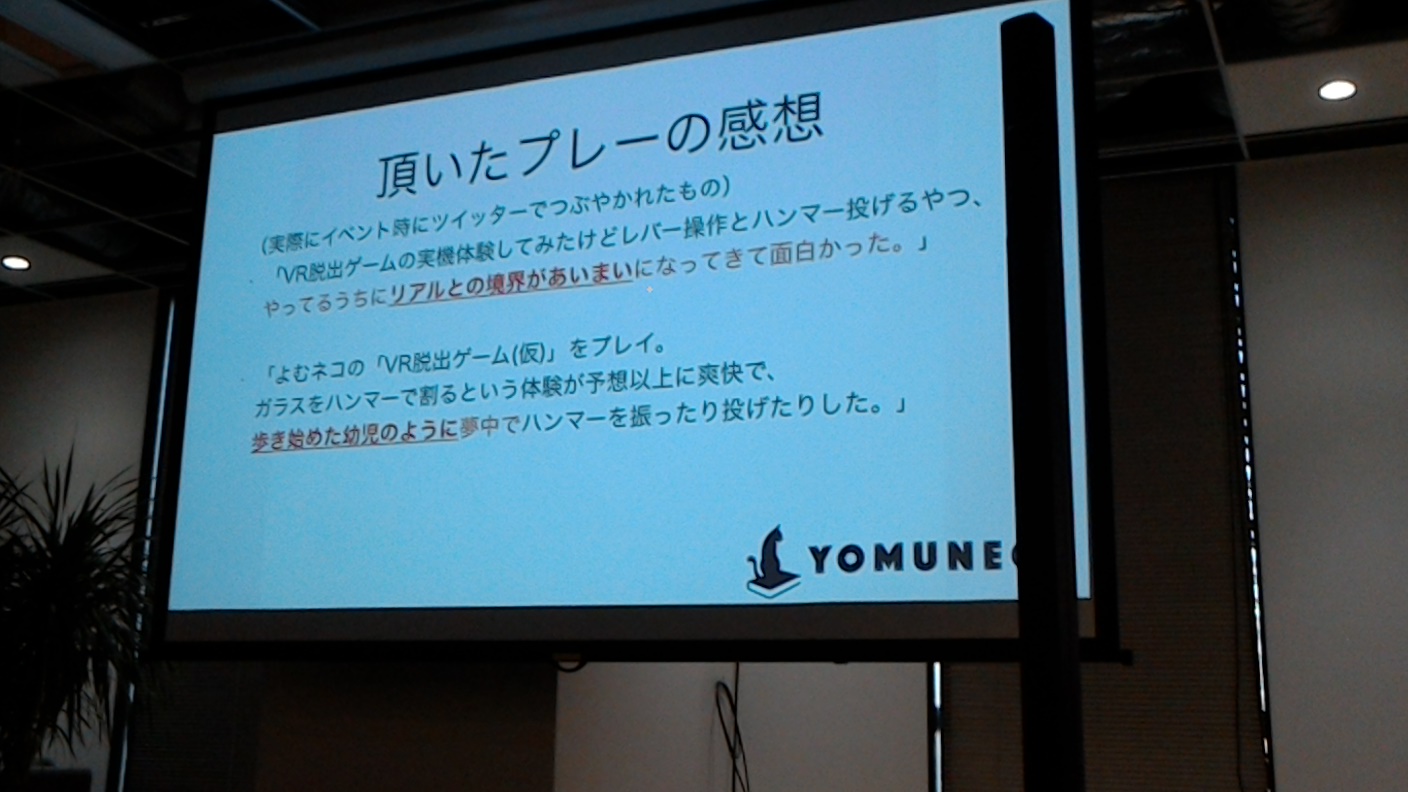 頂いたプレーの感想
(実際にイベント時にツイッターでつぶやかれたもの)
「VR脱出ゲームの実機体験してみたけどレバー操作とハンマー投げるやつ、
やってるうちにリアルとの境界があいまいになってきて面白かった。」
「よむネコの「VR脱出ゲーム(仮)」をプレイ。
ガラスをハンマーで割るという体験が予想以上に爽快で、
歩き始めた幼児のように夢中でハンマーを振ったり投げたりした。」
YOMUNE